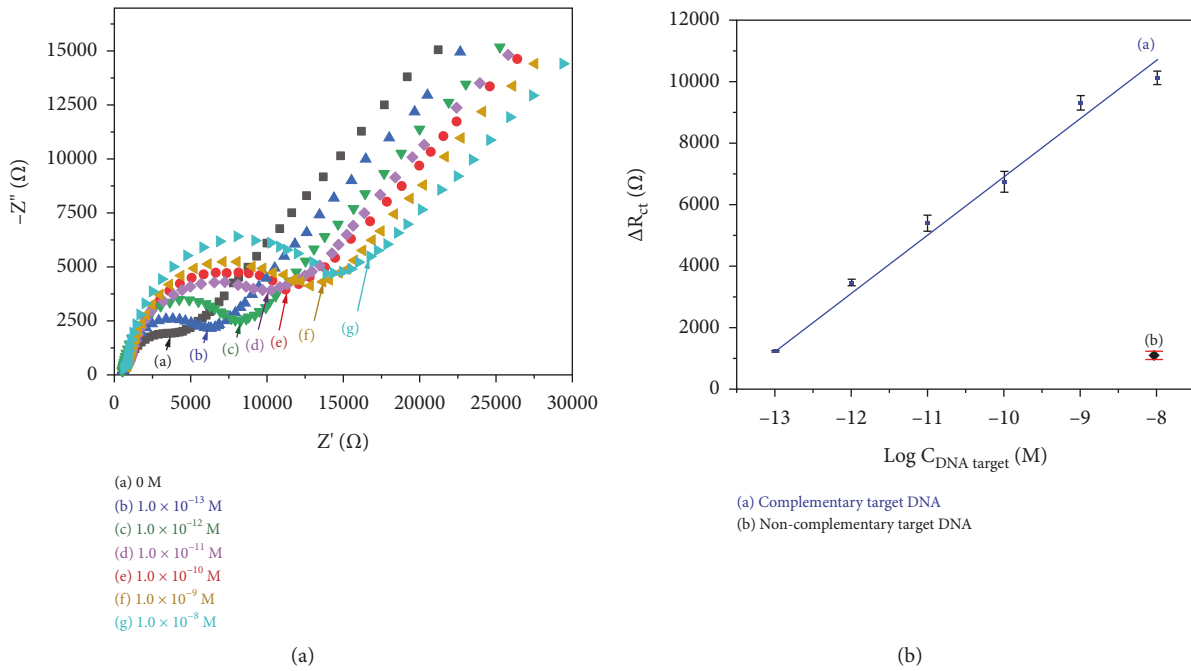 15000
12500
10000
7500
5000
2500
0
−Z″ (Ω)
(a)
(b)
(c)
(d)
(e)
(f)
(g)
0 5000 10000 15000 20000 25000 30000
Z′ (Ω)
(a) 0 M
(b) 1.0 × 10⁻¹³ M
(c) 1.0 × 10⁻¹² M
(d) 1.0 × 10⁻¹¹ M
(e) 1.0 × 10⁻¹⁰ M
(f) 1.0 × 10⁻⁹ M
(g) 1.0 × 10⁻⁸ M
(a)
12000
10000
8000
6000
4000
2000
0
ΔR_ct (Ω)
(a)
(b)
−13 −12 −11 −10 −9 −8
Log C_DNA target (M)
(a) Complementary target DNA
(b) Non-complementary target DNA
(b)